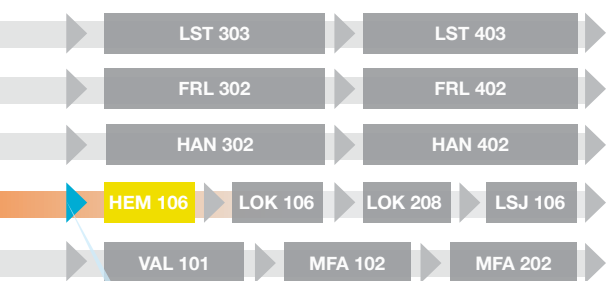 LST 303 LST 403
FRL 302 FRL 402
HAN 302 HAN 402
HEM 106 LOK 106 LOK 208 LSJ 106
VAL 101 MFA 102 MFA 202